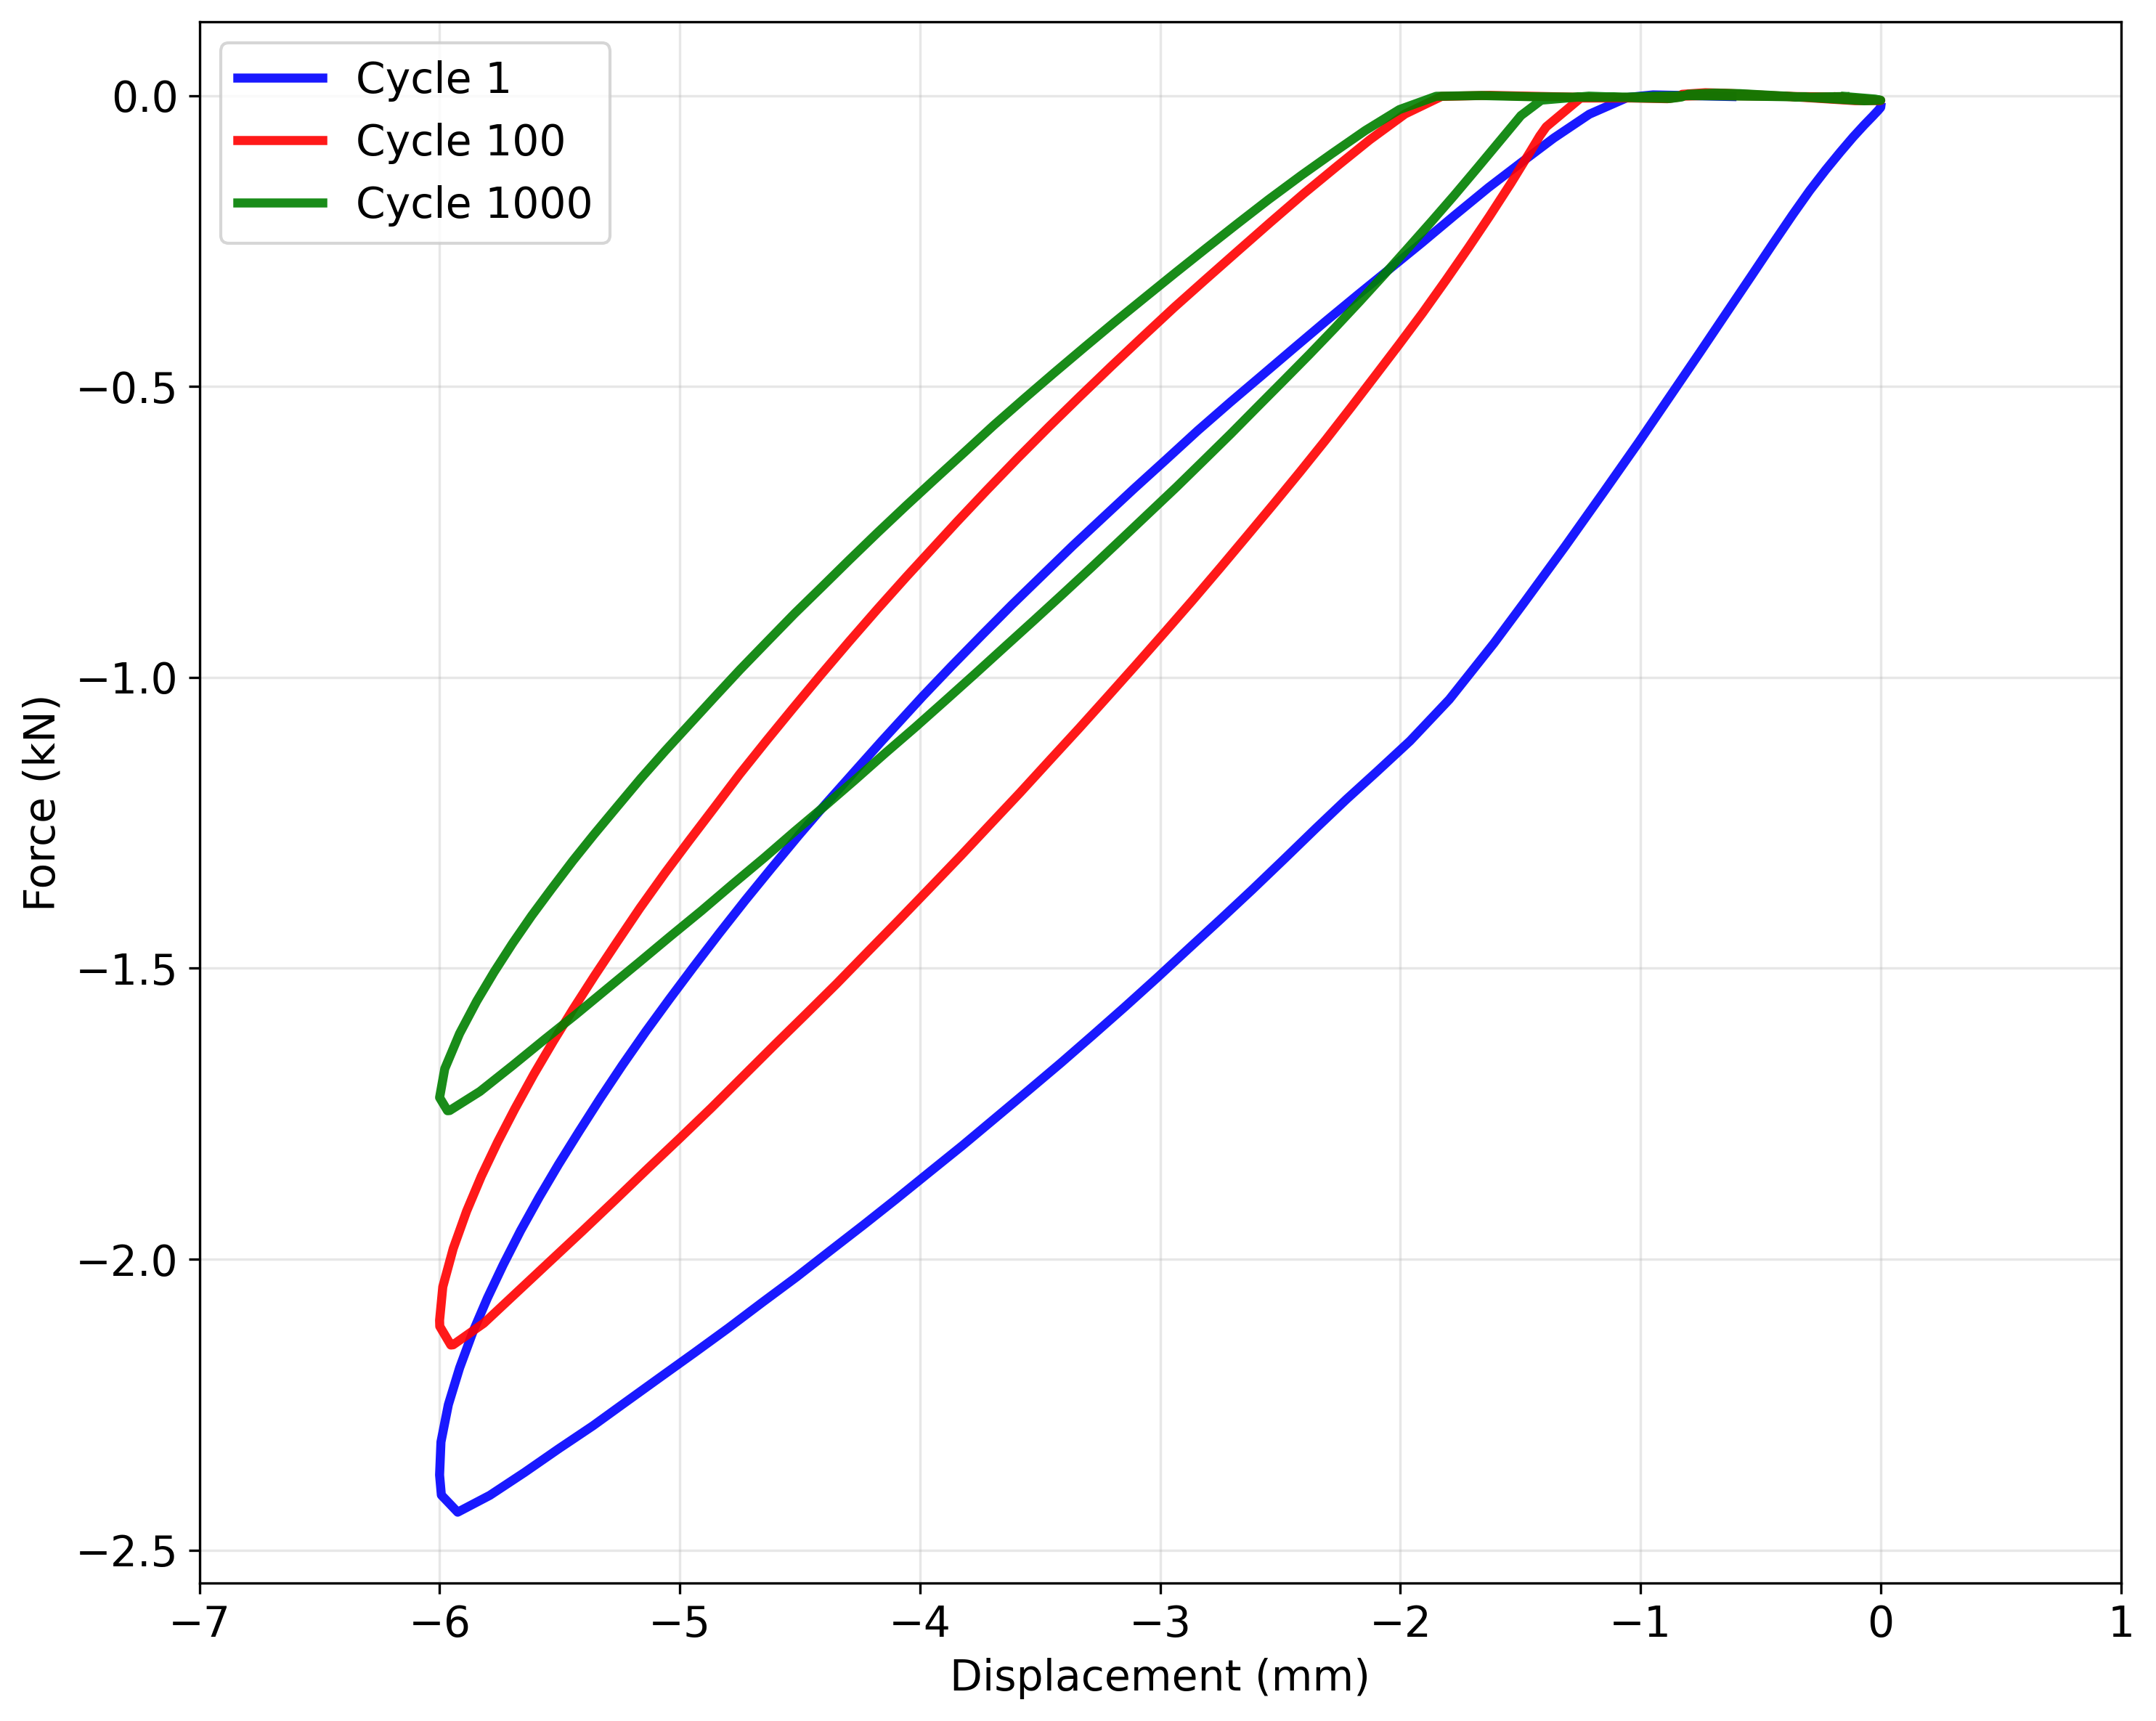 Cycle 1
Cycle 100
Cycle 1000
0.0
−0.5
−1.0
−1.5
−2.0
−2.5
Force (kN)
−7 −6 −5 −4 −3 −2 −1 0 1
Displacement (mm)